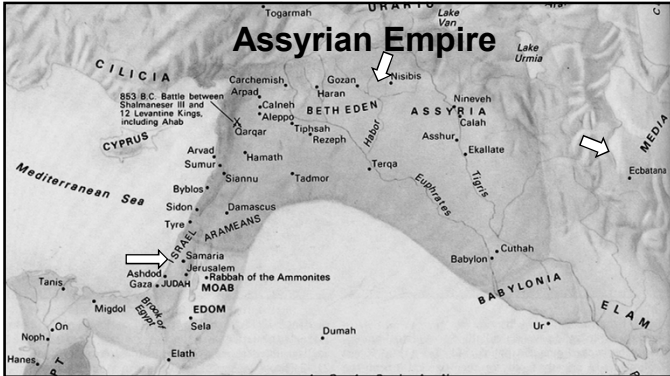 Togarmah
URARTU
Lake
Van
Assyrian Empire
Lake
Urmia
CILICIA
Carchemish
Gozan
Nisibis
853 B.C. Battle between
Shalmaneser III and
12 Levantine Kings,
including Ahab
Arpad
Haran
Calneh
BETH EDEN
ASSYRIA
Nineveh
Aleppo
Calah
MEDIA
Qarqar
Tiphsah
Habor
CYPRUS
Rezeph
Asshur
Ekallate
Arvad
Hamath
Sumur
Terqa
Ecbatana
Mediterranean Sea
Siannu
Tadmor
Byblos
Euphrates
Tigris
Sidon
Damascus
Tyre
ARAMEANS
ISRAEL
Cuthah
Samaria
Babylon
Ashdod
Jerusalem
Rabbah of the Ammonites
Tanis
Gaza
JUDAH
MOAB
BABYLONIA
Migdol
Brook of
Egypt
EDOM
ELAM
On
Sela
Ur
Noph
Dumah
Hanes
Elath
PT